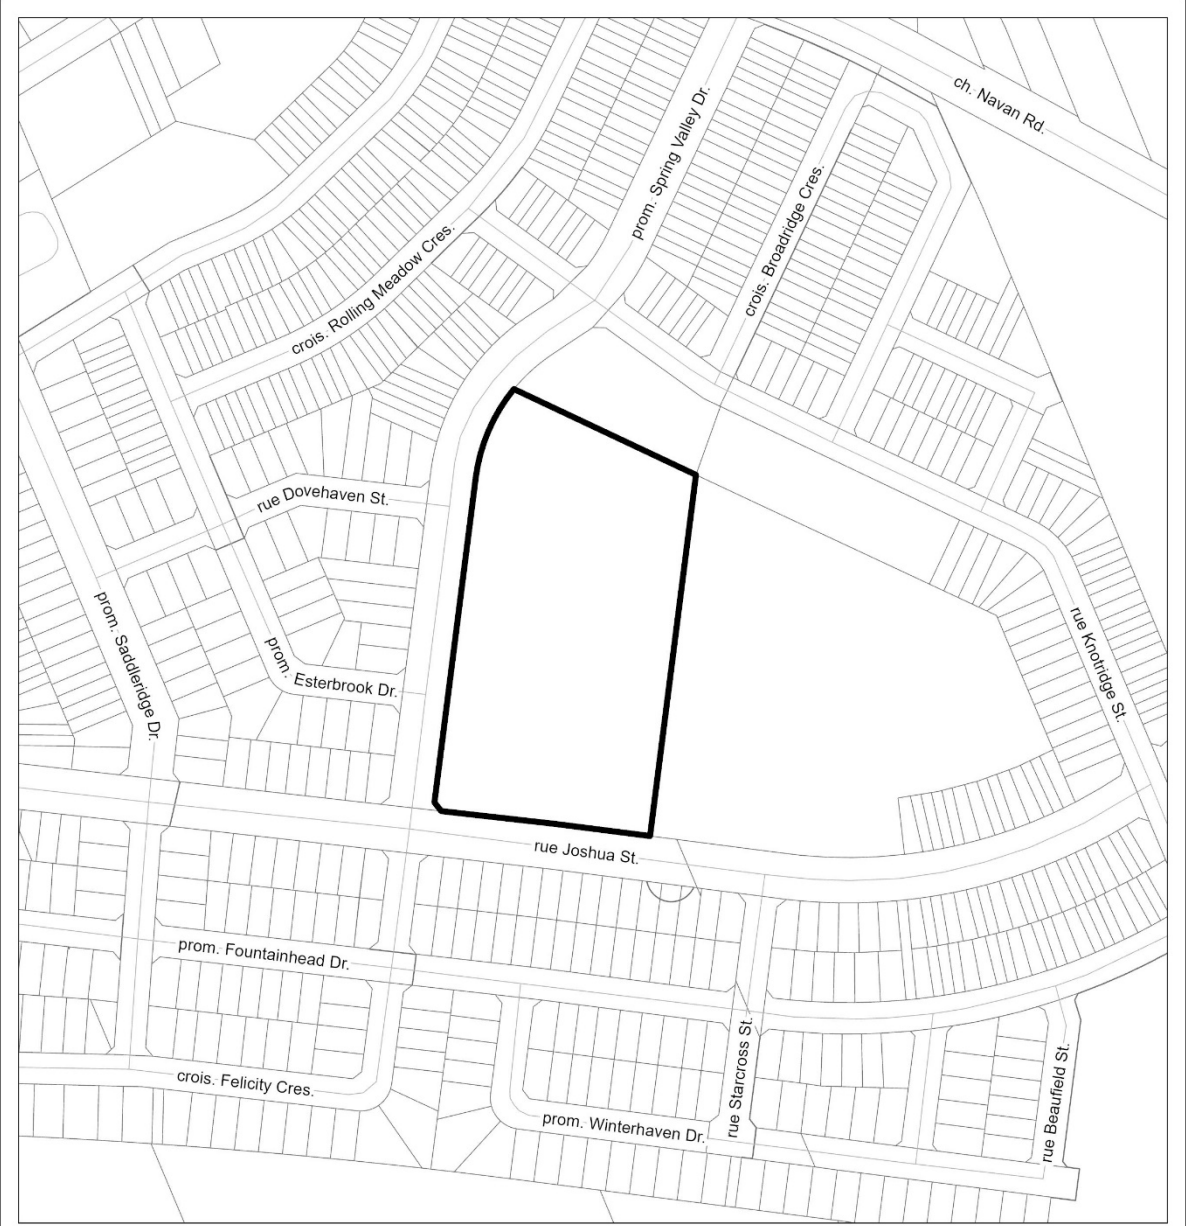 ch. Navan Rd.
prom. Spring Valley Dr.
crois. Broadridge Cres.
crois. Rolling Meadow Cres.
rue Dovehaven St.
prom. Saddleridge Dr.
prom.
Esterbrook Dr.
rue Knotridge St.
rue Joshua St.
prom. Fountainhead Dr.
crois. Felicity Cres.
rue Starcross St.
prom. Winterhaven Dr.
rue Beaufield St.